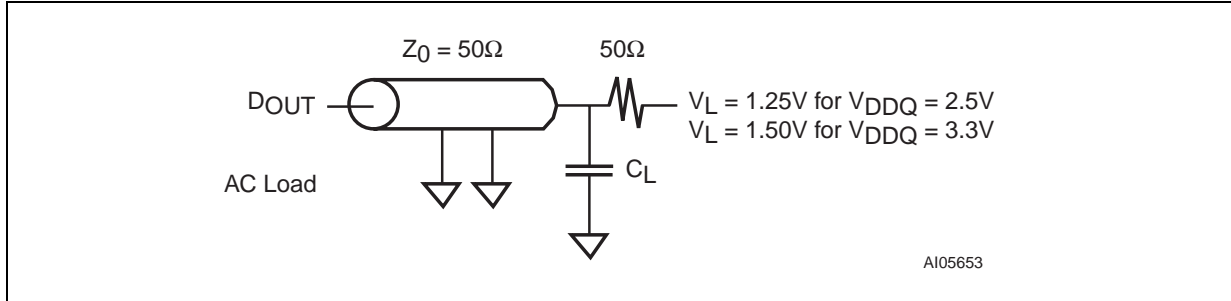 Z0 = 50Ω
50Ω
DOUT
VL = 1.25V for VDDQ = 2.5V
VL = 1.50V for VDDQ = 3.3V
CL
AC Load
AI05653